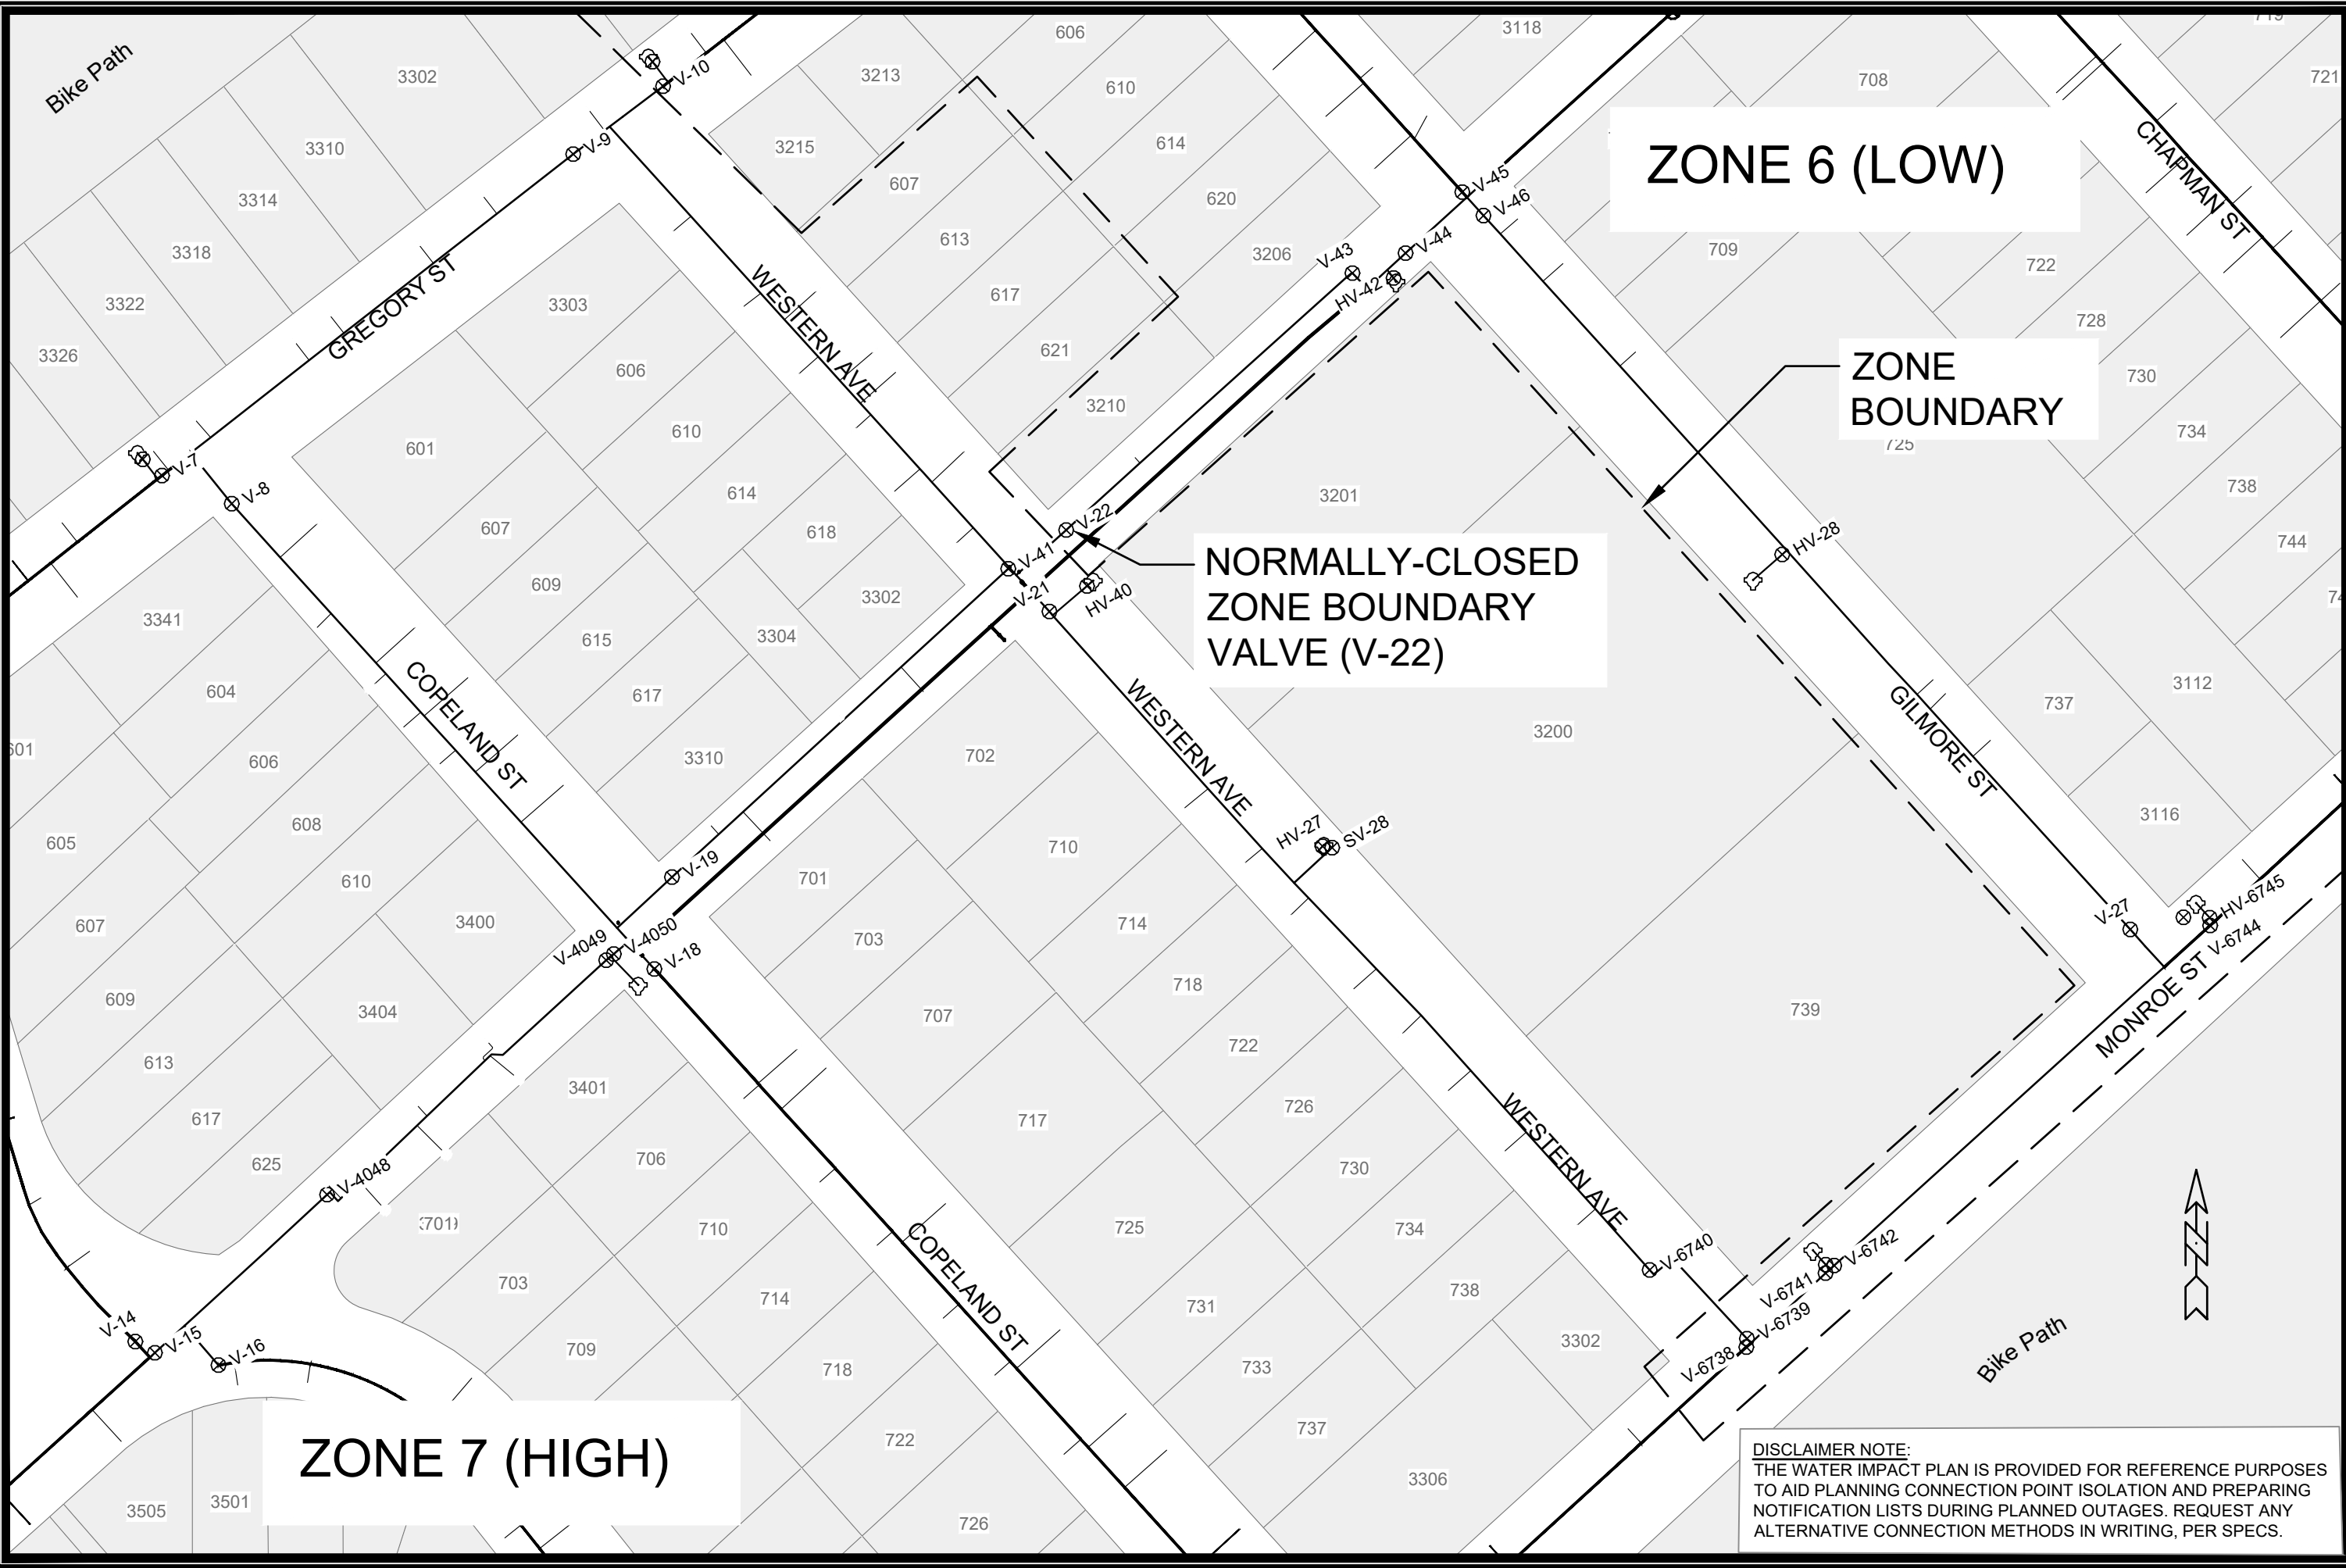 Bike Path
3302
3310
3314
3318
3322
3326
V-10
V-9
3213
3215
606
610
614
607
613
620
617
3206
621
3210
3118
708
721
V-45
V-46
V-44
V-43
HV-42
ZONE 6 (LOW)
CHAPMAN ST
709
722
728
730
734
738
744
725
ZONE
BOUNDARY
GREGORY ST
WESTERN AVE
V-7
V-8
3303
606
601
610
614
607
618
609
3302
615
3304
617
3310
3201
V-22
V-41
V-21
HV-40
NORMALLY-CLOSED
ZONE BOUNDARY
VALVE (V-22)
HV-28
3341
604
606
605
608
607
610
3400
609
3404
613
617
625
COPELAND ST
WESTERN AVE
3200
GILMORE ST
737
3112
3116
702
710
701
703
714
718
707
722
HV-27
SV-28
739
V-19
V-4050
V-4049
V-18
V-27
HV-6745
V-6744
MONROE ST
3401
706
710
703
714
709
718
722
726
717
726
725
730
731
734
733
738
737
3302
3306
V-4048
V-14
V-15
V-16
COPELAND ST
WESTERN AVE
V-6740
V-6742
V-6741
V-6739
V-6738
Bike Path
N
ZONE 7 (HIGH)
3505
3501
DISCLAIMER NOTE:
THE WATER IMPACT PLAN IS PROVIDED FOR REFERENCE PURPOSES
TO AID PLANNING CONNECTION POINT ISOLATION AND PREPARING
NOTIFICATION LISTS DURING PLANNED OUTAGES. REQUEST ANY
ALTERNATIVE CONNECTION METHODS IN WRITING, PER SPECS.